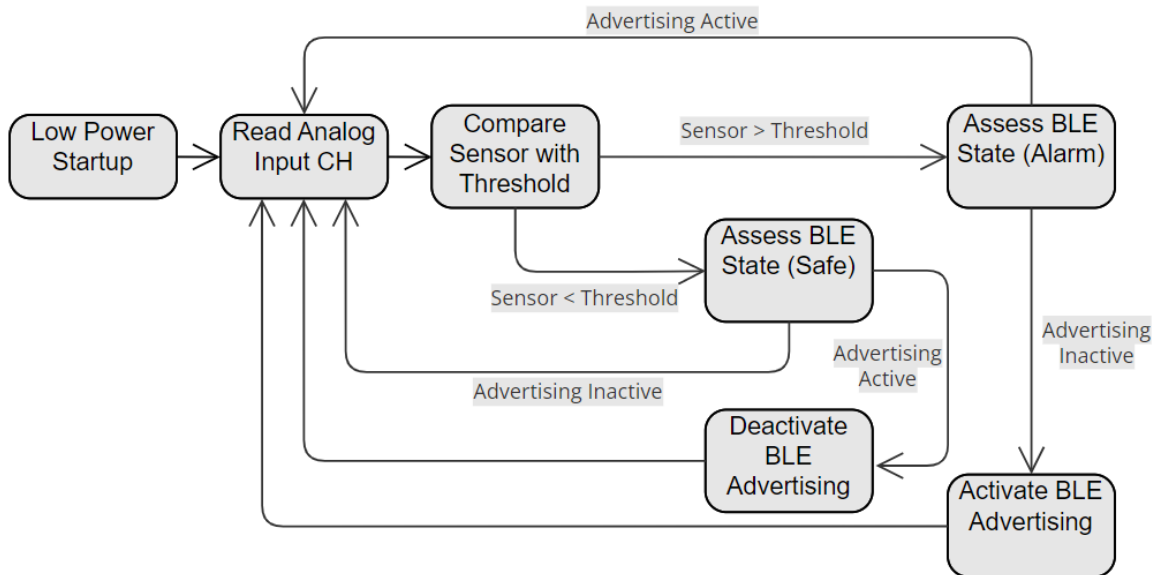 Advertising Active
Low Power
Startup
Read Analog
Input CH
Compare
Sensor with
Threshold
Sensor > Threshold
Assess BLE
State (Alarm)
Assess BLE
State (Safe)
Sensor < Threshold
Advertising
Inactive
Advertising
Active
Advertising Inactive
Deactivate
BLE
Advertising
Activate BLE
Advertising